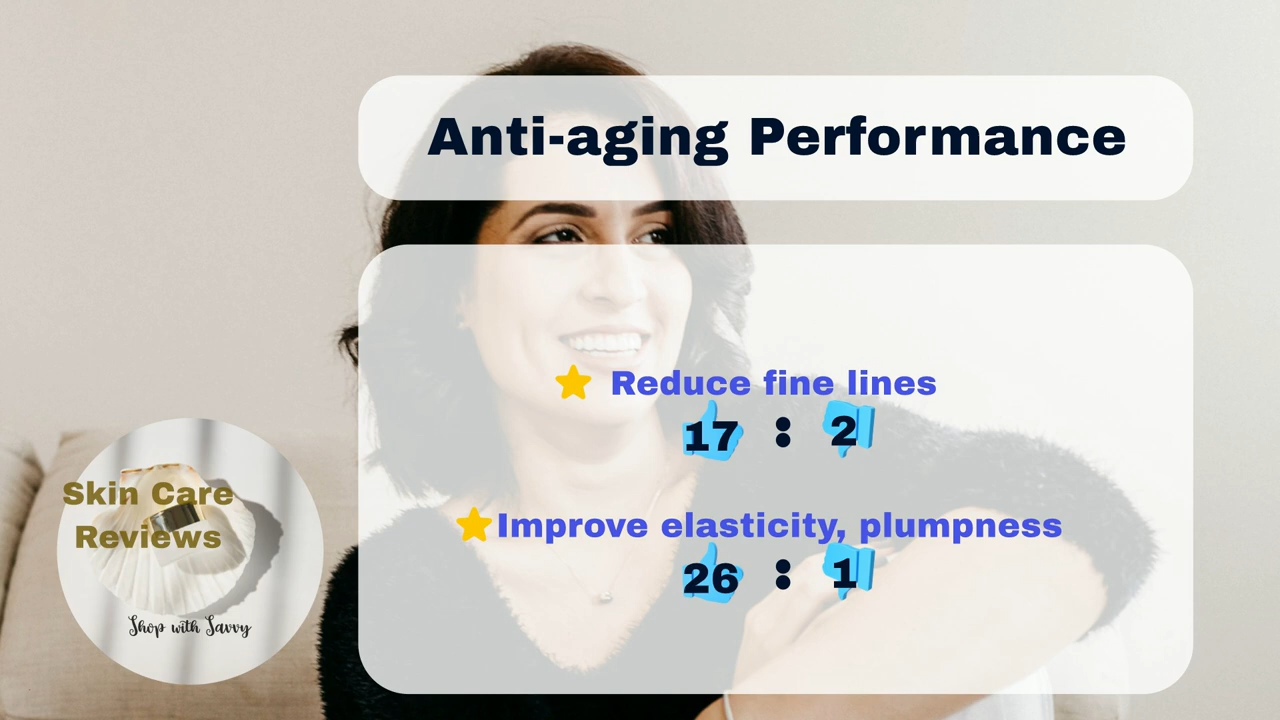 Anti-aging Performance
Reduce fine lines
17 : 2
Improve elasticity, plumpness
26 : 1
Skin Care
Reviews
Shop with Savvy